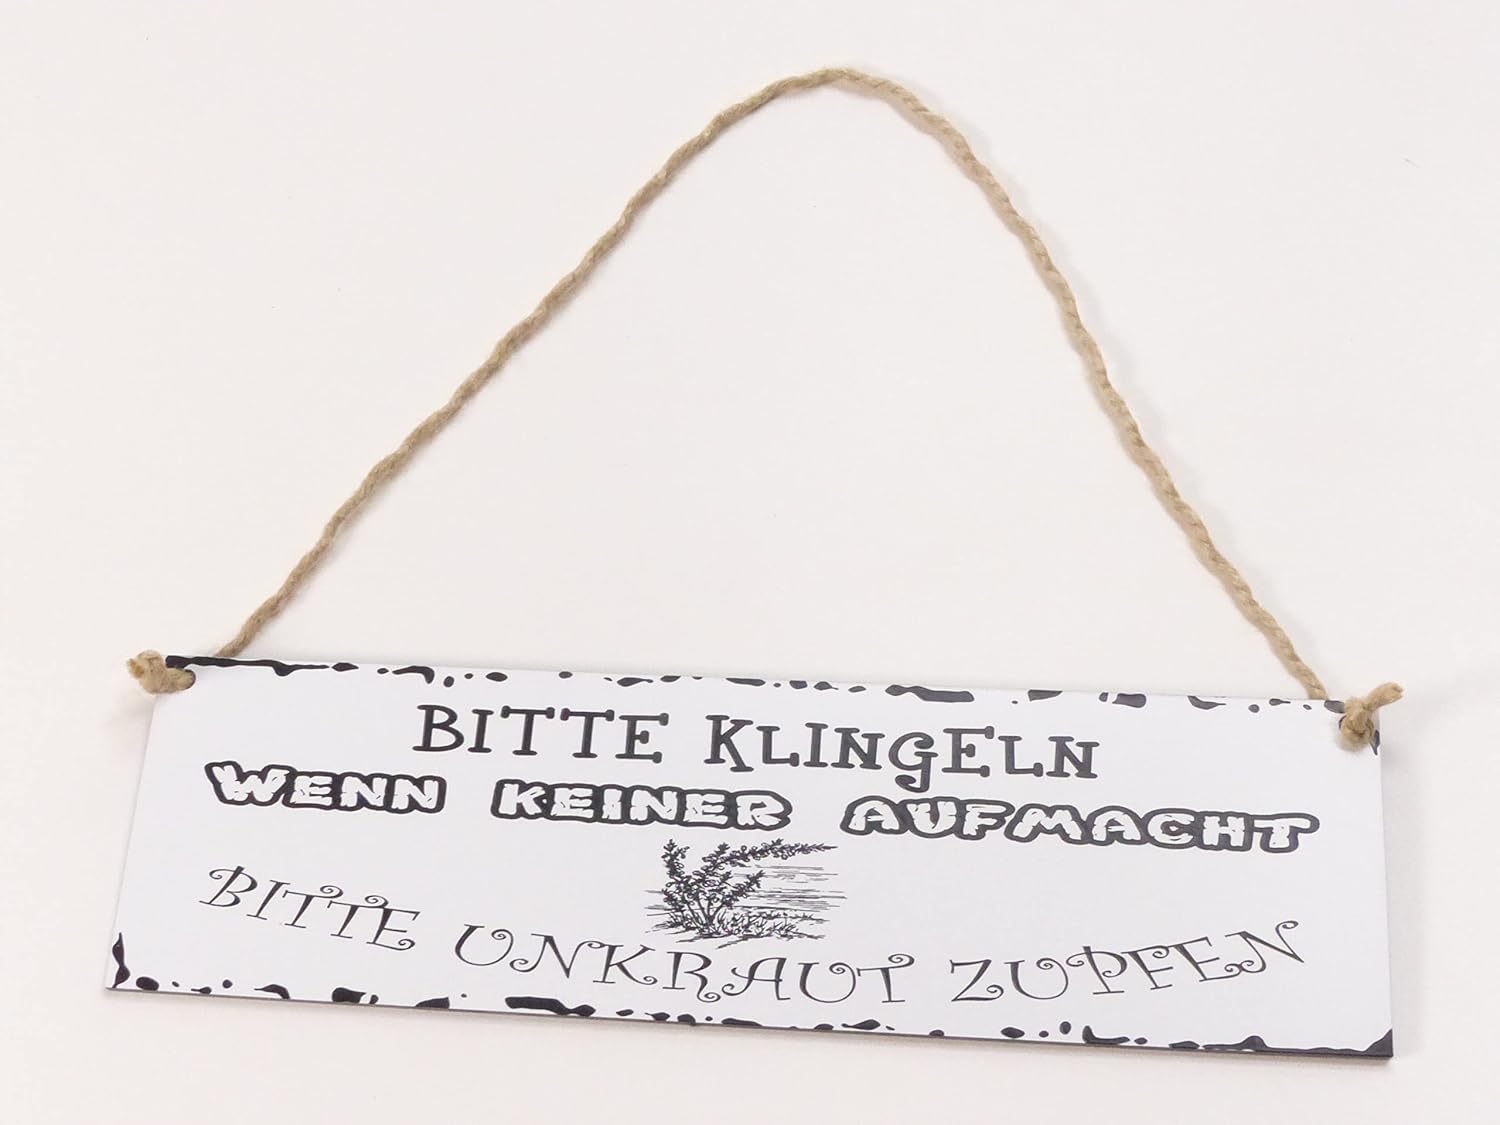 BITTE KLINGELN
WENN KEINER AUFMACHT
BITTE UNKRAUT ZUPFEN